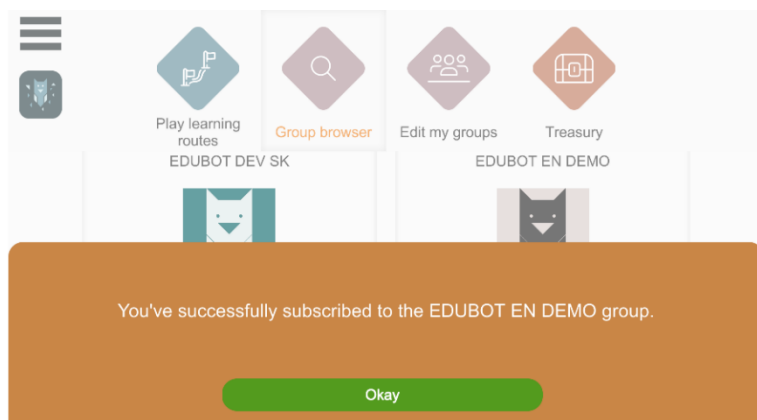 Play learning
routes
Group browser
Edit my groups
Treasury
EDUBOT DEV SK
EDUBOT EN DEMO
You've successfully subscribed to the EDUBOT EN DEMO group.
Okay